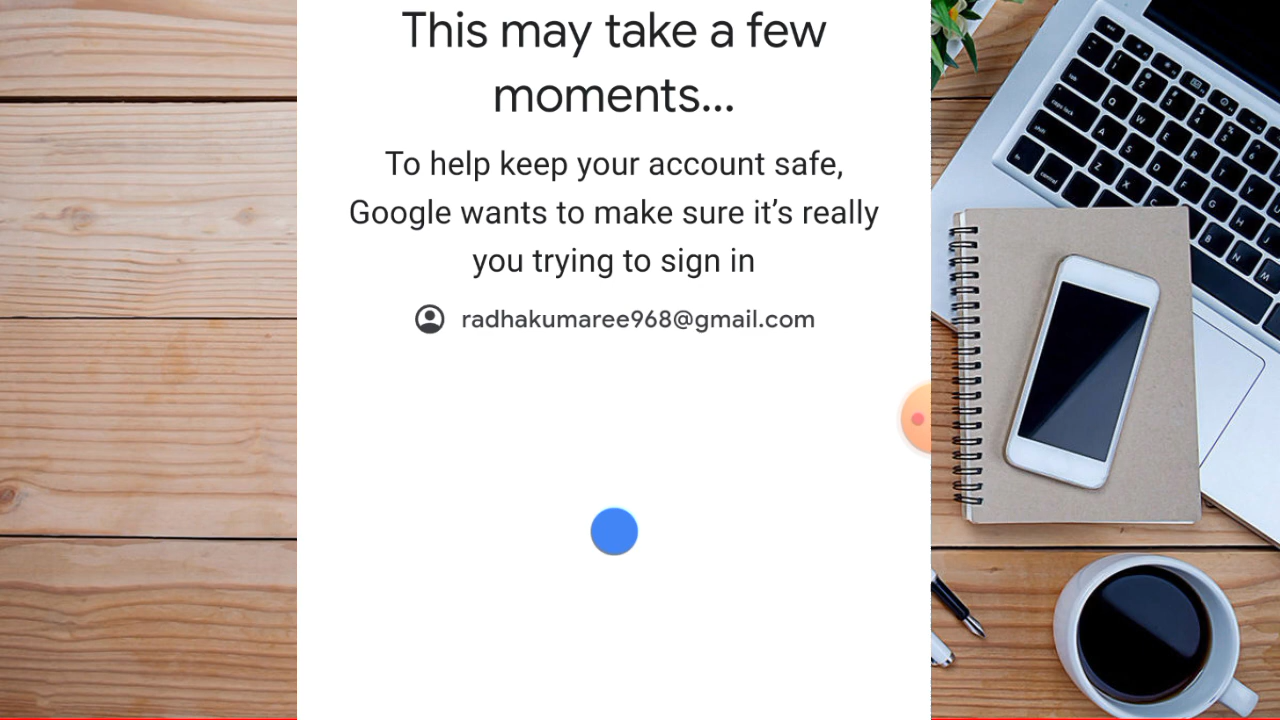 This may take a few
moments...
To help keep your account safe,
Google wants to make sure it’s really
you trying to sign in
radhakumaree968@gmail.com